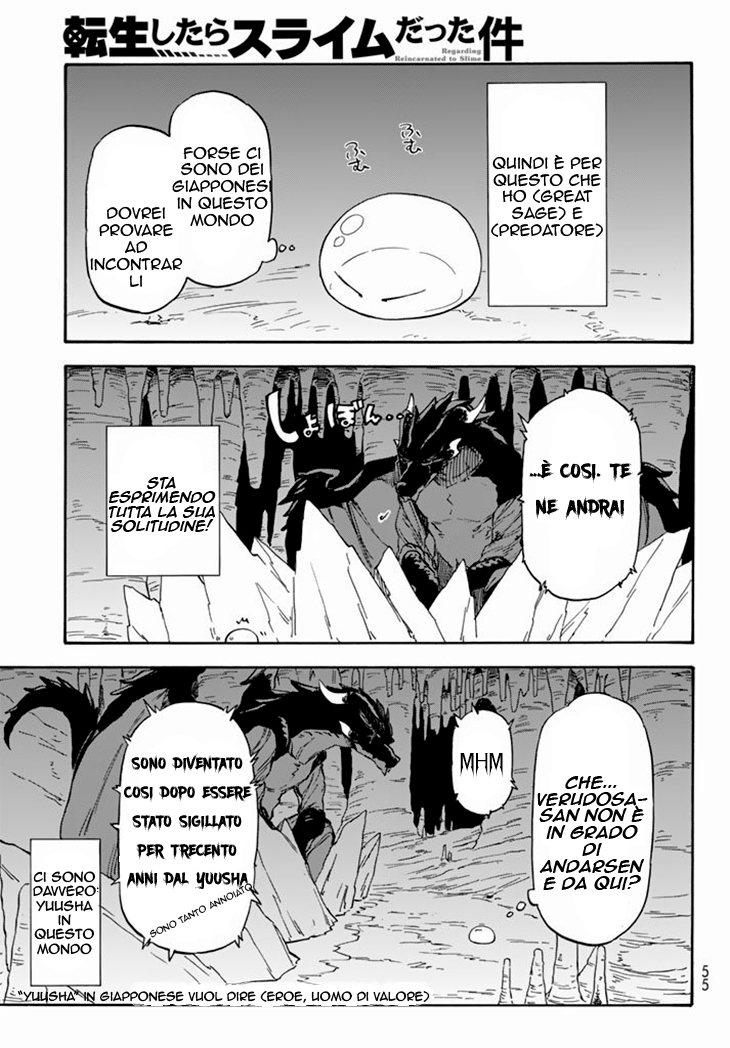 転生したらスライムだった件
Regarding
Reincarnated to Slime
QUINDI È PER
QUESTO CHE
HO (GREAT
SAGE) E
(PREDATORE)
ふむ
ふむ
FORSE CI
SONO DEI
GIAPPONESI
IN QUESTO
MONDO
DOVREI
PROVARE
AD
INCONTRAR
LI
...È COSI. TE
NE ANDRAI
しょぼん...
STA
ESPRIMENDO
TUTTA LA SUA
SOLITUDINE!
CHE...
VERUDOSA-
SAN NON È
IN GRADO
DI
ANDARSEN
E DA QUI?
MHM
SONO DIVENTATO
COSI DOPO ESSERE
STATO SIGILLATO
PER TRECENTO
ANNI DAL YUUSHA
SONO TANTO ANNOIATO
CI SONO
DAVVERO
YUUSHA
IN
QUESTO
MONDO
"YUUSHA" IN GIAPPONESE VUOL DIRE (EROE, UOMO DI VALORE)
55